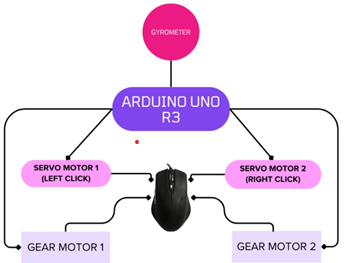 GYROMETER
ARDUINO UNO
R3
SERVO MOTOR 1
(LEFT CLICK)
SERVO MOTOR 2
(RIGHT CLICK)
GEAR MOTOR 1
GEAR MOTOR 2